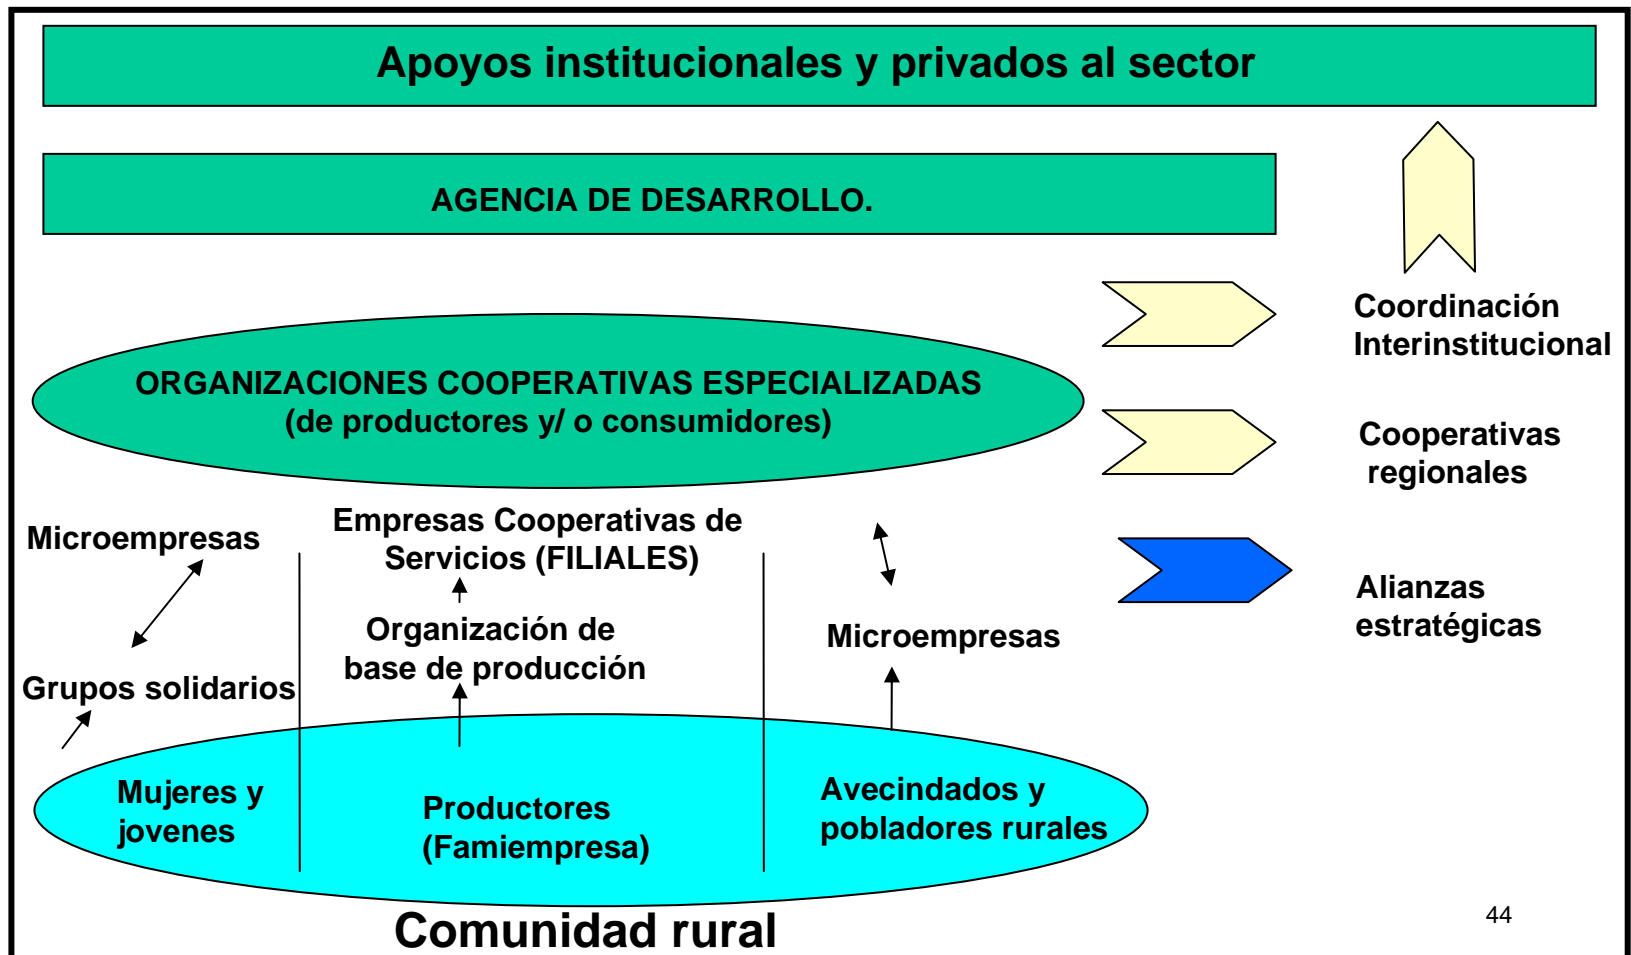 Apoyos institucionales y privados al sector
AGENCIA DE DESARROLLO.
Coordinación
Interinstitucional
ORGANIZACIONES COOPERATIVAS ESPECIALIZADAS
(de productores y/ o consumidores)
Cooperativas
regionales
Microempresas
Empresas Cooperativas de
Servicios (FILIALES)
Alianzas
estratégicas
Organización de
base de producción
Microempresas
Grupos solidarios
Mujeres y
jovenes
Productores
(Famiempresa)
Avecindados y
pobladores rurales
Comunidad rural
44